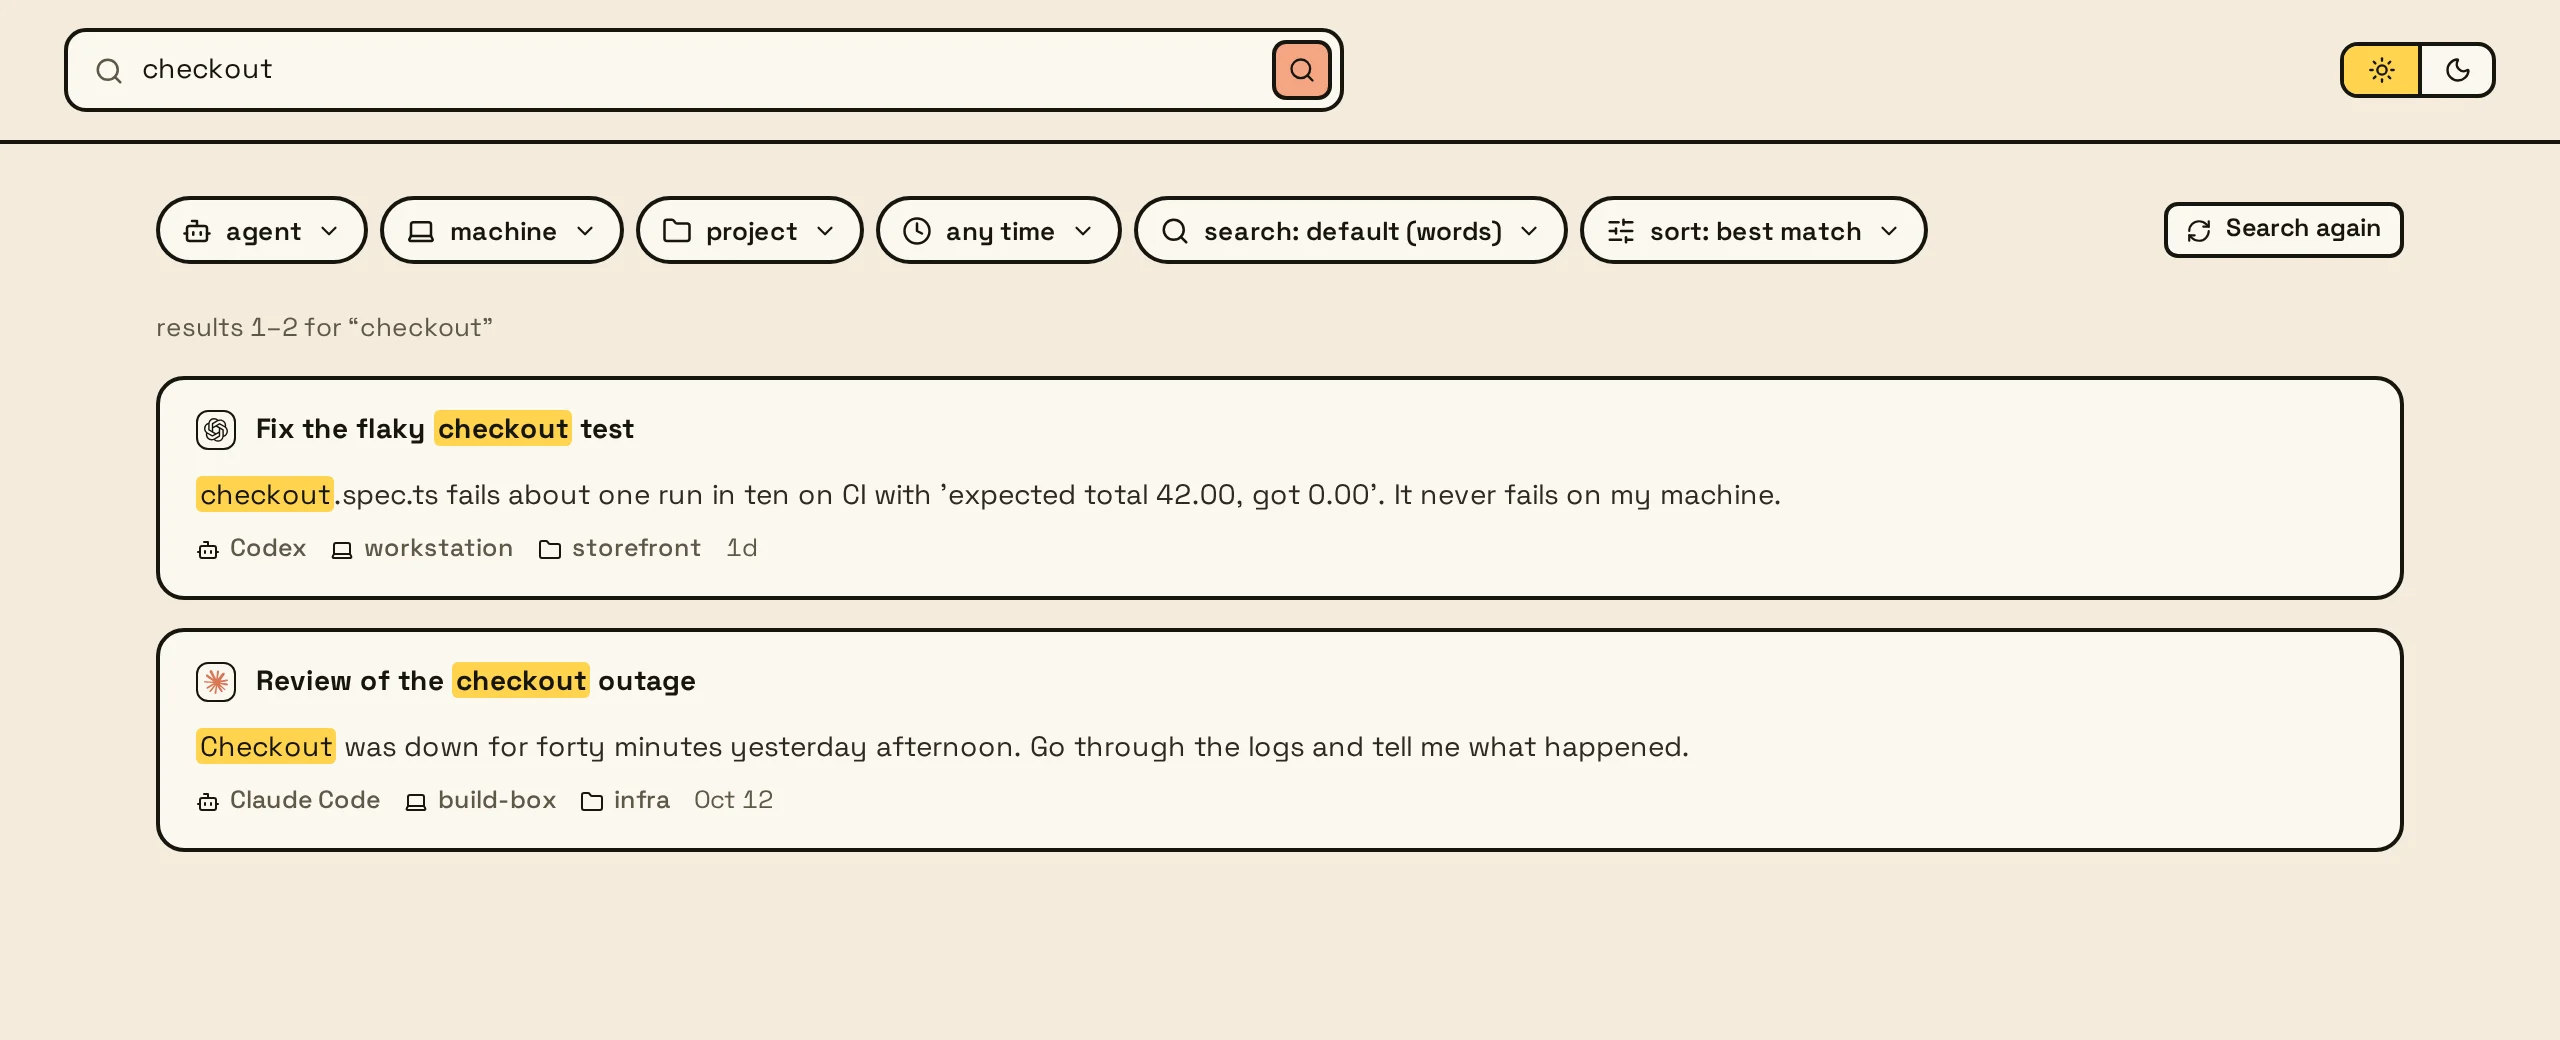 checkout
agent machine project any time search: default (words) sort: best match Search again
results 1–2 for “checkout”
Fix the flaky checkout test
checkout.spec.ts fails about one run in ten on CI with ’expected total 42.00, got 0.00’. It never fails on my machine.
Codex workstation storefront 1d
Review of the checkout outage
Checkout was down for forty minutes yesterday afternoon. Go through the logs and tell me what happened.
Claude Code build-box infra Oct 12